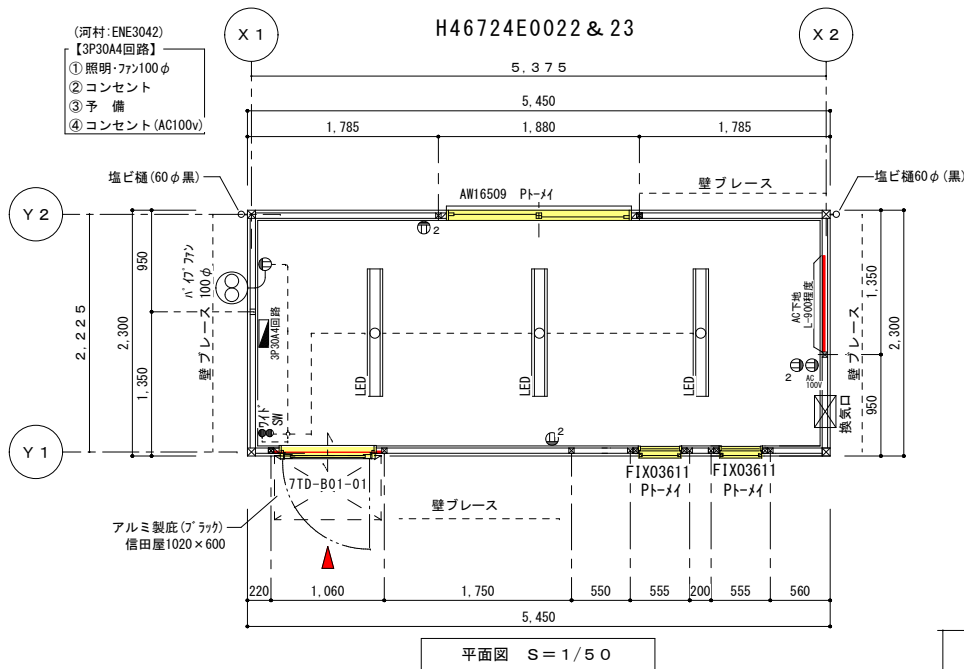 H46724E0022 & 23
(河村:ENE3042)
【3P30A4回路】
① 照明・ファン100φ
② コンセント
③ 予 備
④ コンセント(AC100v)
X 1
X 2
5,375
5,450
1,785
1,880
1,785
塩ビ樋(60φ黒)
AW16509 Pトーメイ
壁ブレース
塩ビ樋60φ(黒)
Y 2
Y 1
2,225
2,300
950
1,350
壁ブレース
パイプファン
100φ
3P30A4回路
ワイド
SW
2
LED
LED
LED
2
AC下地
L-900程度
2
AC
100V
換気口
壁ブレース
1,350
950
2,300
7TD-B01-01
FIX03611
Pトーメイ
FIX03611
Pトーメイ
壁ブレース
アルミ製庇(ブラック)
信田屋1020×600
220
1,060
1,750
550
555
200
555
560
5,450
平面図 S=1/50